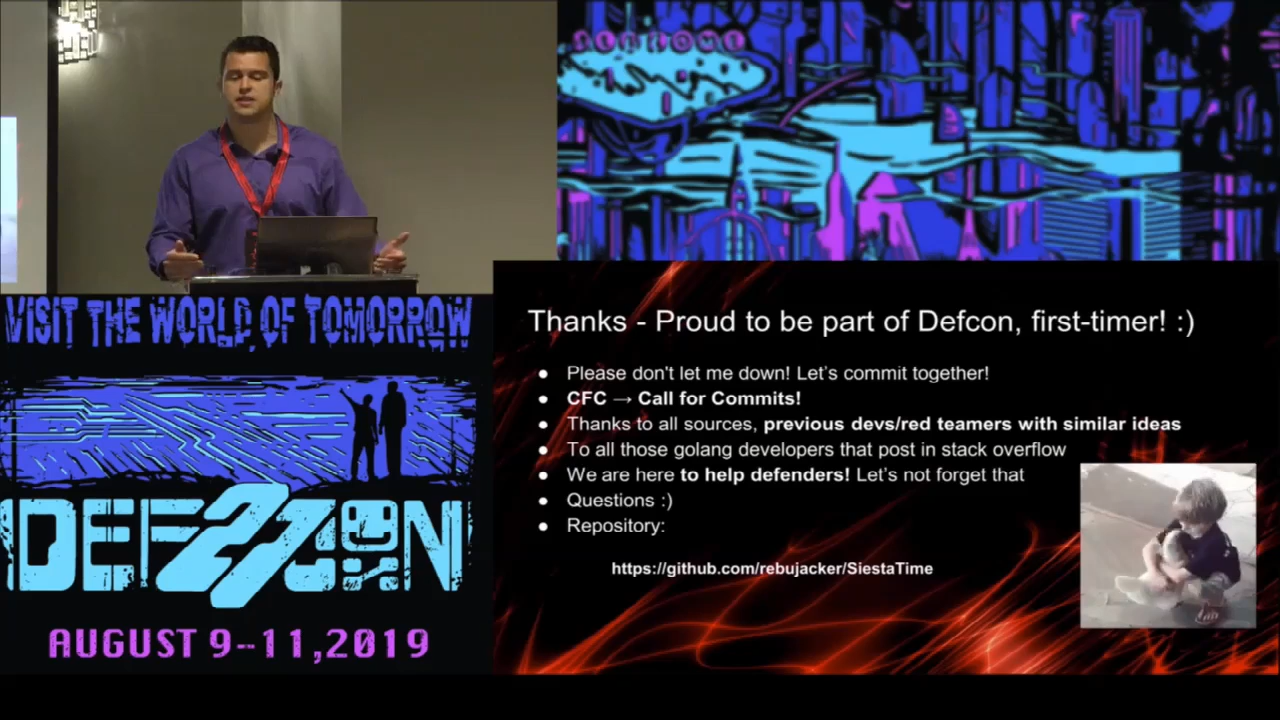 WELCOME
VISIT THE WORLD OF TOMORROW
DEF27CON
AUGUST 9-11,2019
Thanks - Proud to be part of Defcon, first-timer! :)
● Please don't let me down! Let's commit together!
● CFC → Call for Commits!
● Thanks to all sources, previous devs/red teamers with similar ideas
● To all those golang developers that post in stack overflow
● We are here to help defenders! Let's not forget that
● Questions :)
● Repository:
https://github.com/rebujacker/SiestaTime